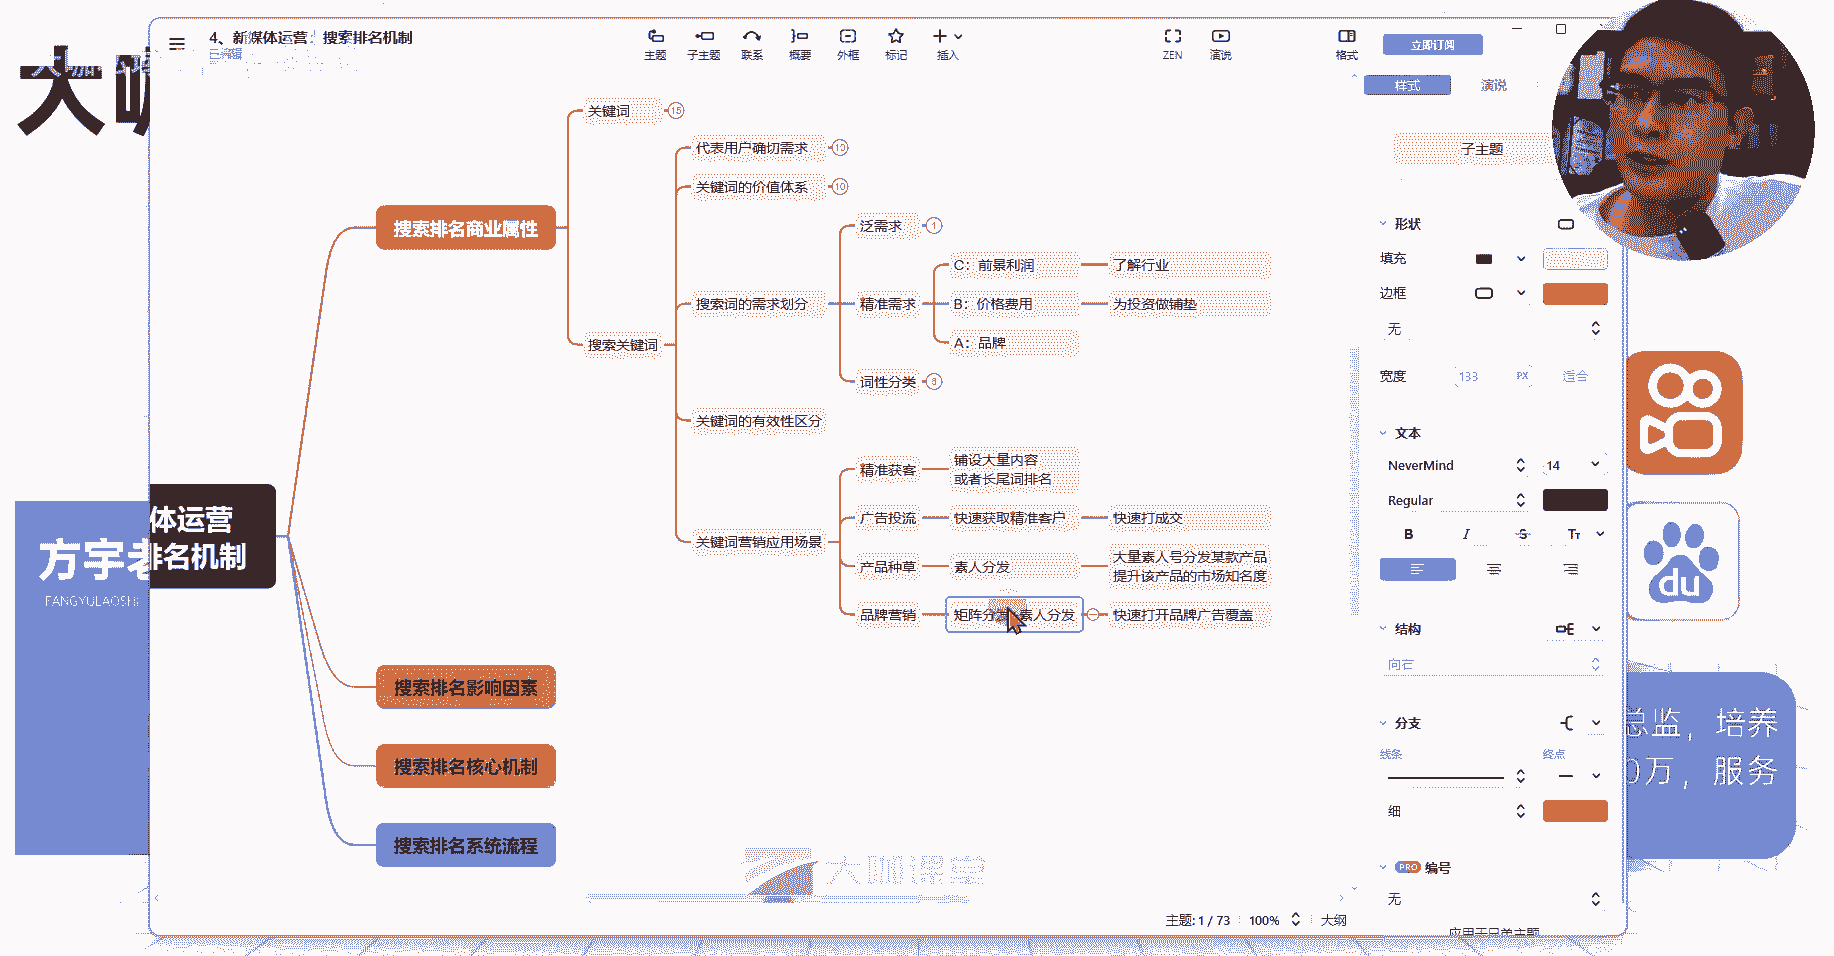 4、新媒体运营：搜索排名机制
已编辑
主题
子主题
联系
概要
外框
标记
插入
ZEN
演说
格式
立即订阅
样式
演说
大咖
子主题
关键词
15
代表用户确切需求
关键词的价值体系
10
搜索排名商业属性
泛需求
1
C：前景利润
了解行业
搜索词的需求划分
精准需求
B：价格费用
为投资做铺垫
A：品牌
搜索关键词
词性分类
8
关键词的有效性区分
精准获客
铺设大量内容
或者长尾词排名
广告投流
快速获取精准客户
快速打成交
关键词营销应用场景
产品种草
素人分发
大量素人号分发某款产品
提升该产品的市场知名度
品牌营销
素人分发
快速打开品牌广告覆盖
体运营
排名机制
方宇老
FANGYULAOSHI
搜索排名影响因素
搜索排名核心机制
搜索排名系统流程
形状
填充
边框
无
宽度
133
PX
适合
文本
NeverMind
14
Regular
B
I
S
Tт
结构
向右
分支
线条
终点
细
PRO
编号
无
du
总监，培养
0万，服务
大咖课堂
主题: 1 / 73
100%
大纲